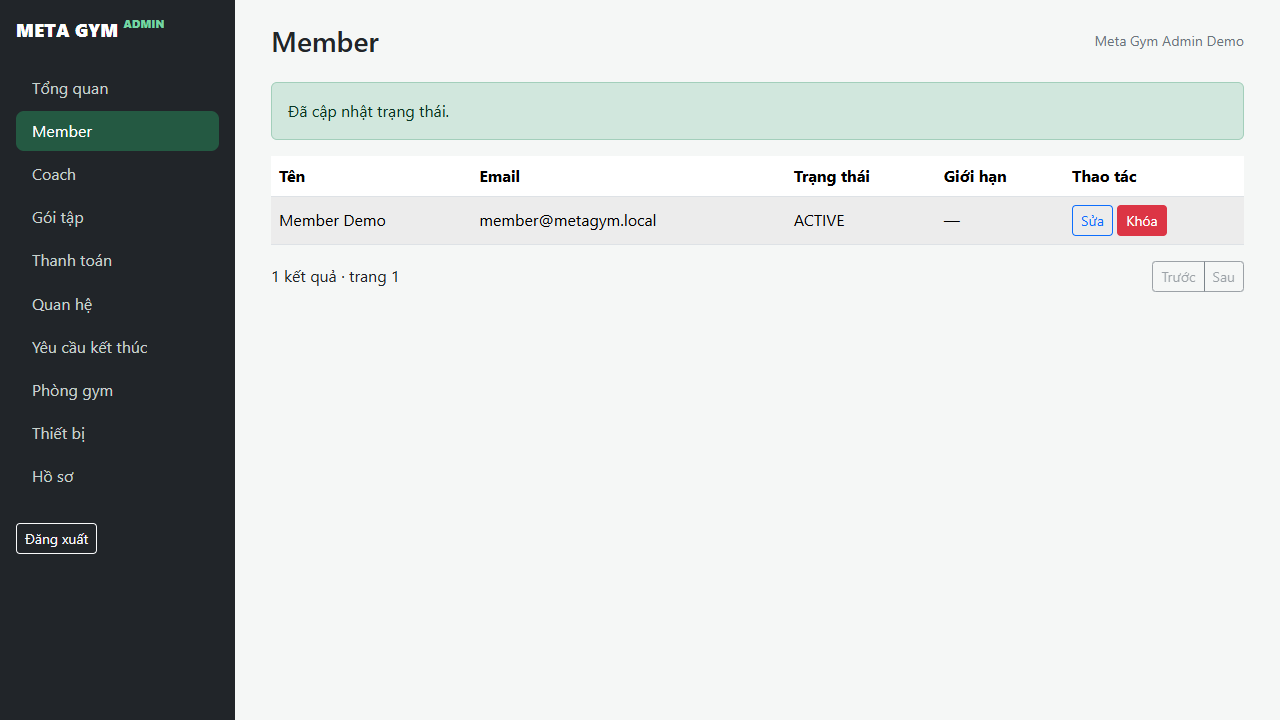 META GYM ADMIN
Tổng quan
Member
Coach
Gói tập
Thanh toán
Quan hệ
Yêu cầu kết thúc
Phòng gym
Thiết bị
Hồ sơ
Đăng xuất
Member
Meta Gym Admin Demo
Đã cập nhật trạng thái.
Tên Email Trạng thái Giới hạn Thao tác
Member Demo member@metagym.local ACTIVE — Sửa Khóa
1 kết quả · trang 1
Trước Sau